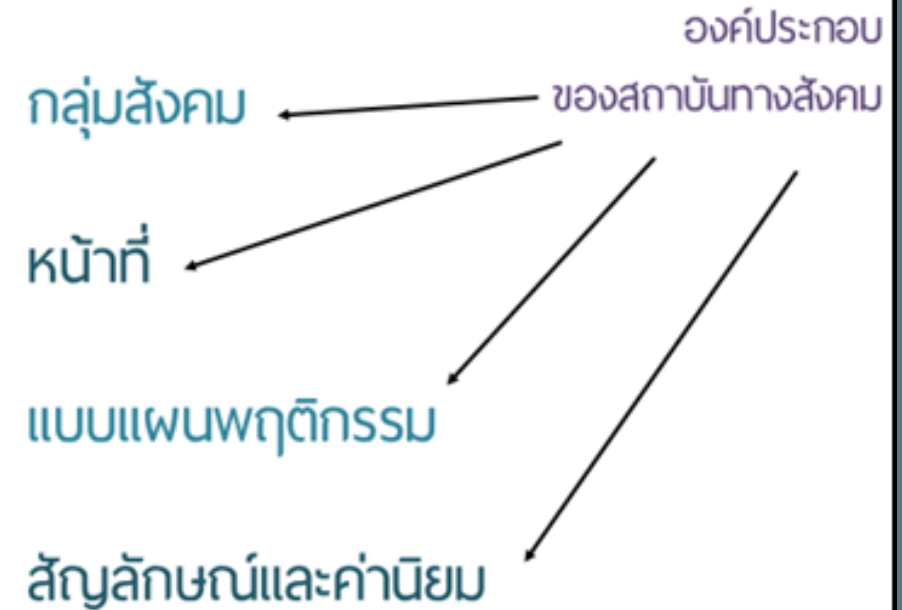 องค์ประกอบ
ของสถาบันทางสังคม
กลุ่มสังคม
หน้าที่
แบบแผนพฤติกรรม
สัญลักษณ์และค่านิยม